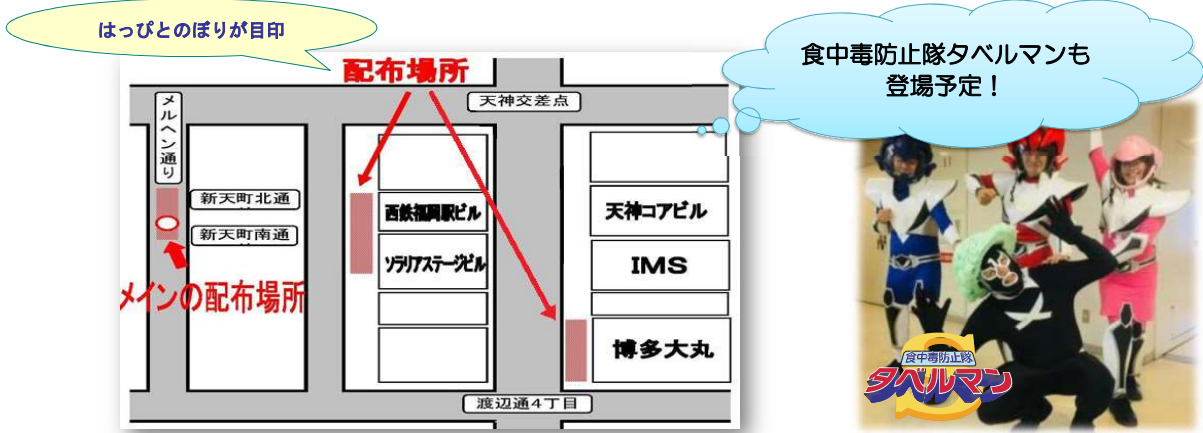 はっぴとのぼりが目印
食中毒防止隊タベルマンも
登場予定！
配布場所
天神交差点
メルヘン通り
新天町北通
新天町南通
西鉄福岡駅ビル
ソラリアステージビル
天神コアビル
IMS
メインの配布場所
博多大丸
渡辺通4丁目
食中毒防止隊
タベルマン